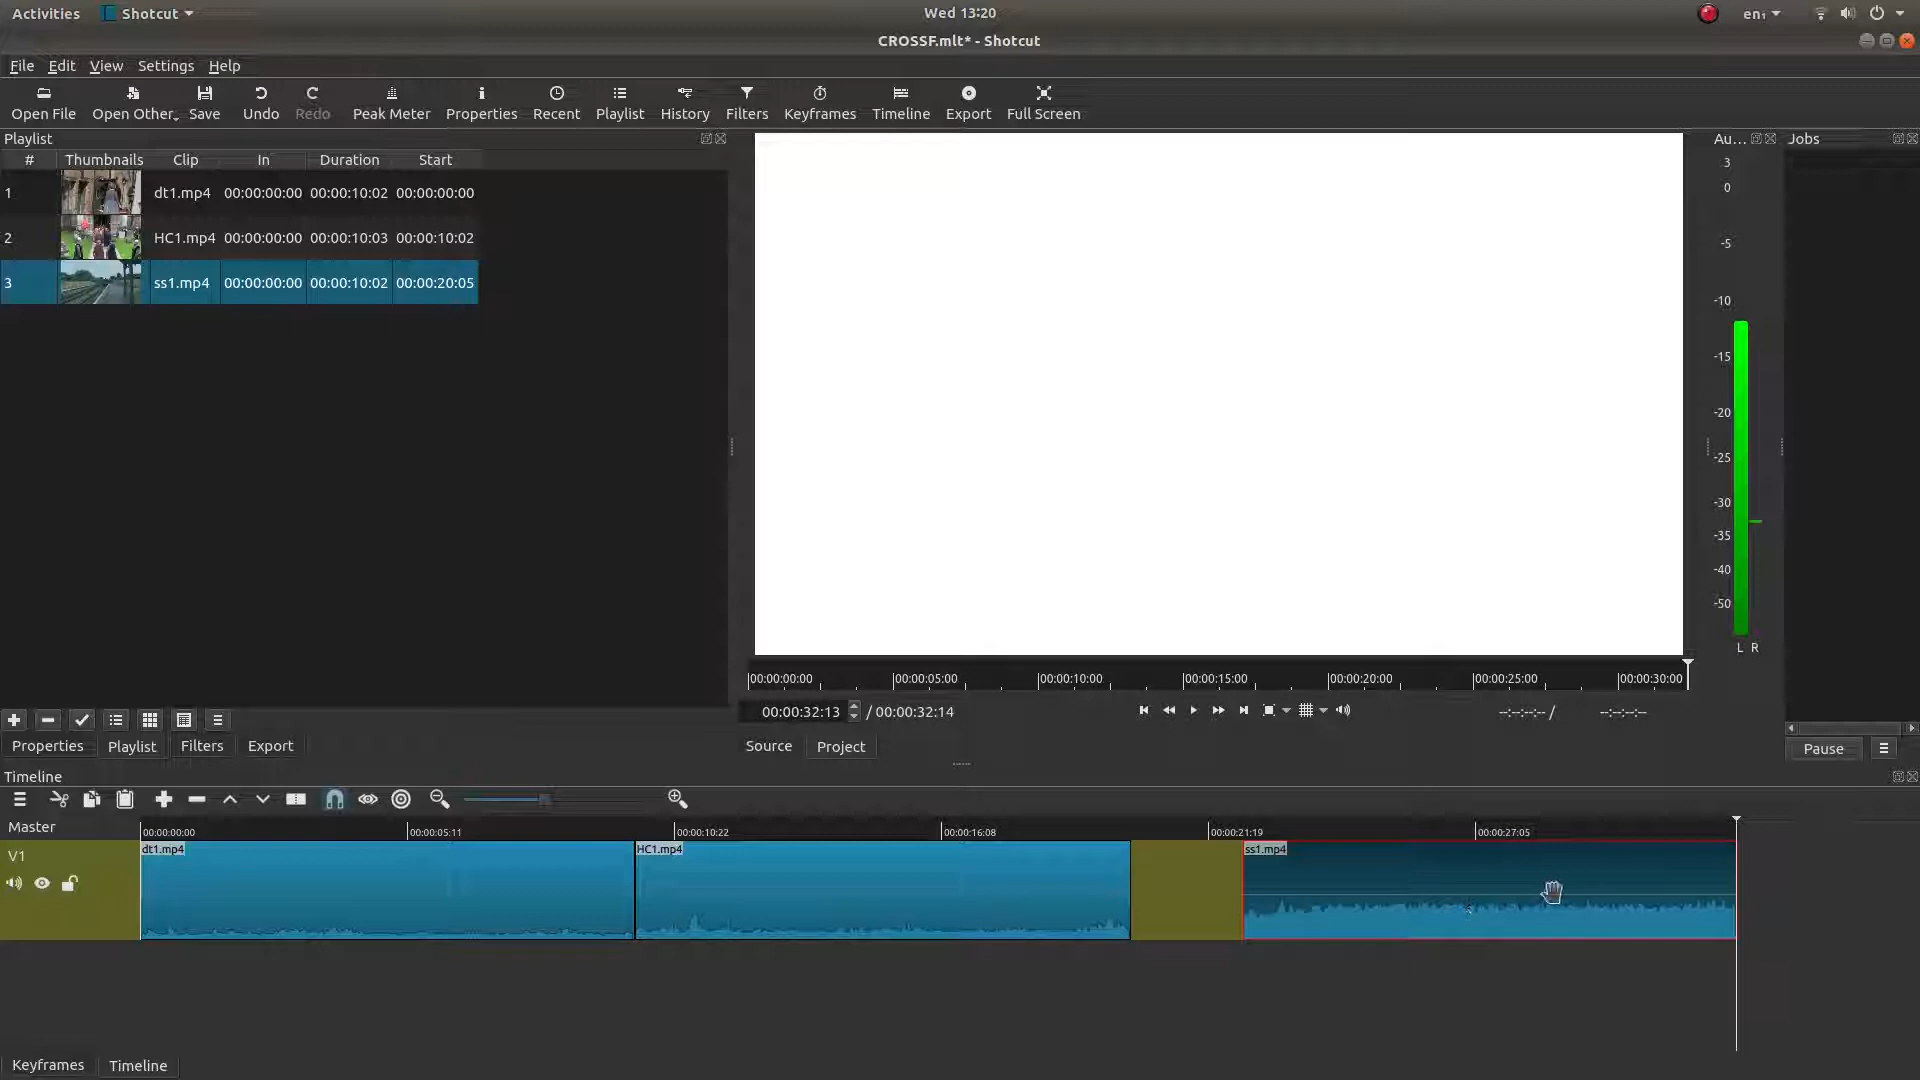 Activities
Shotcut
Wed 13:20
en₁
CROSSF.mlt* - Shotcut
File
Edit
View
Settings
Help
Open File
Open Other
Save
Undo
Redo
Peak Meter
Properties
Recent
Playlist
History
Filters
Keyframes
Timeline
Export
Full Screen
Playlist
Au...
Jobs
# Thumbnails Clip In Duration Start
1 dt1.mp4 00:00:00:00 00:00:10:02 00:00:00:00
2 HC1.mp4 00:00:00:00 00:00:10:03 00:00:10:02
3 ss1.mp4 00:00:00:00 00:00:10:02 00:00:20:05
3
0
-5
-10
-15
-20
-25
-30
-35
-40
-50
L R
00:00:00:00
00:00:05:00
00:00:10:00
00:00:15:00
00:00:20:00
00:00:25:00
00:00:30:00
00:00:32:13 / 00:00:32:14
--:--:--:-- /
--:--:--:--
Properties
Playlist
Filters
Export
Source
Project
Pause
Timeline
Master
00:00:00:00
00:00:05:11
00:00:10:22
00:00:16:08
00:00:21:19
00:00:27:05
V1
dt1.mp4
HC1.mp4
ss1.mp4
Keyframes
Timeline